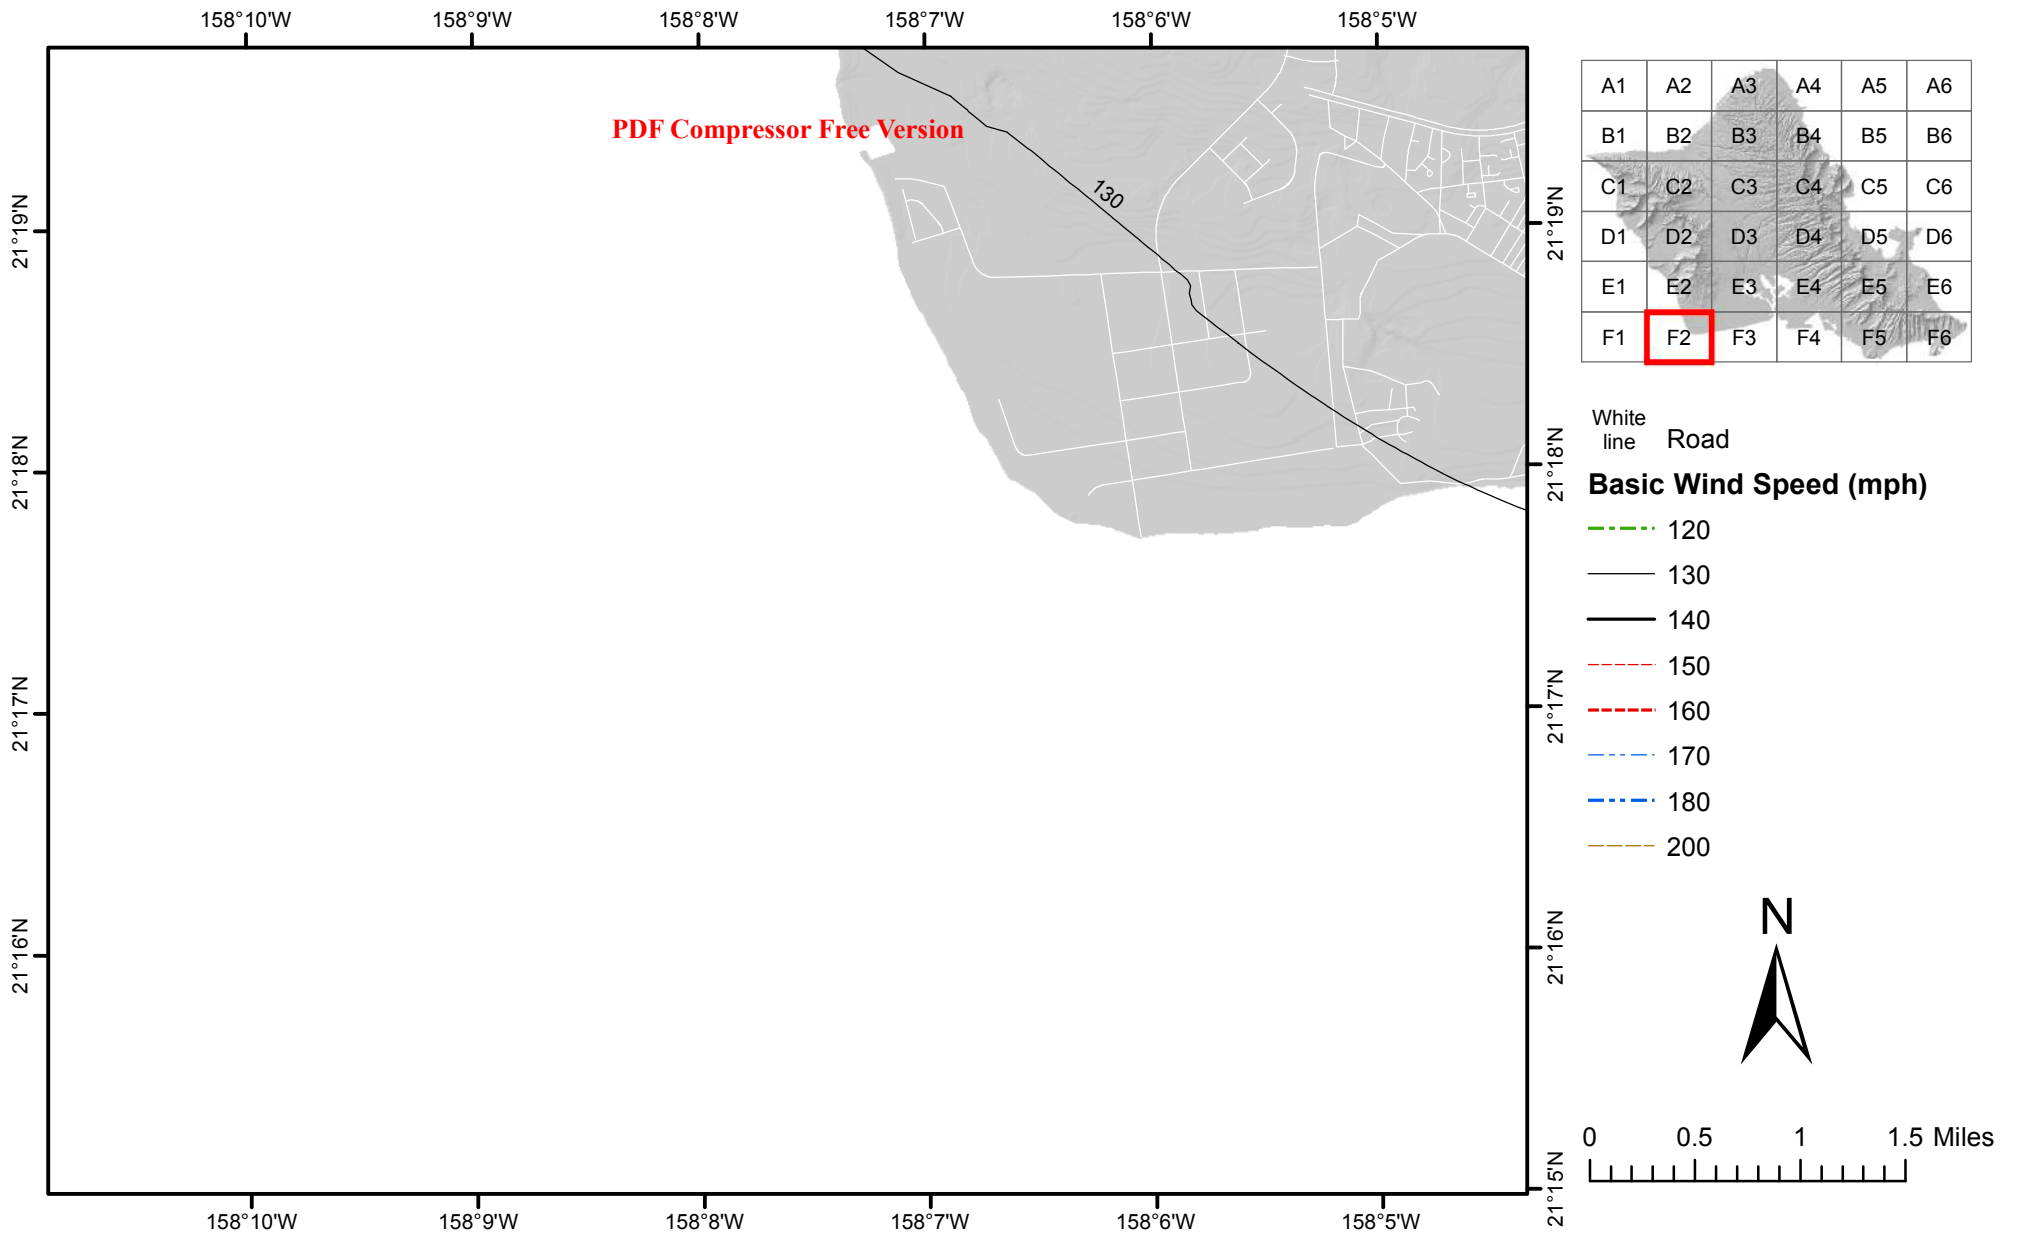 158°10'W 158°9'W 158°8'W 158°7'W 158°6'W 158°5'W
PDF Compressor Free Version
130
21°19'N
21°18'N
21°17'N
21°16'N
21°19'N
21°18'N
21°17'N
21°16'N
21°15'N
158°10'W 158°9'W 158°8'W 158°7'W 158°6'W 158°5'W
A1 A2 A3 A4 A5 A6
B1 B2 B3 B4 B5 B6
C1 C2 C3 C4 C5 C6
D1 D2 D3 D4 D5 D6
E1 E2 E3 E4 E5 E6
F1 F2 F3 F4 F5 F6
White
line Road
Basic Wind Speed (mph)
120
130
140
150
160
170
180
200
N
0 0.5 1 1.5 Miles